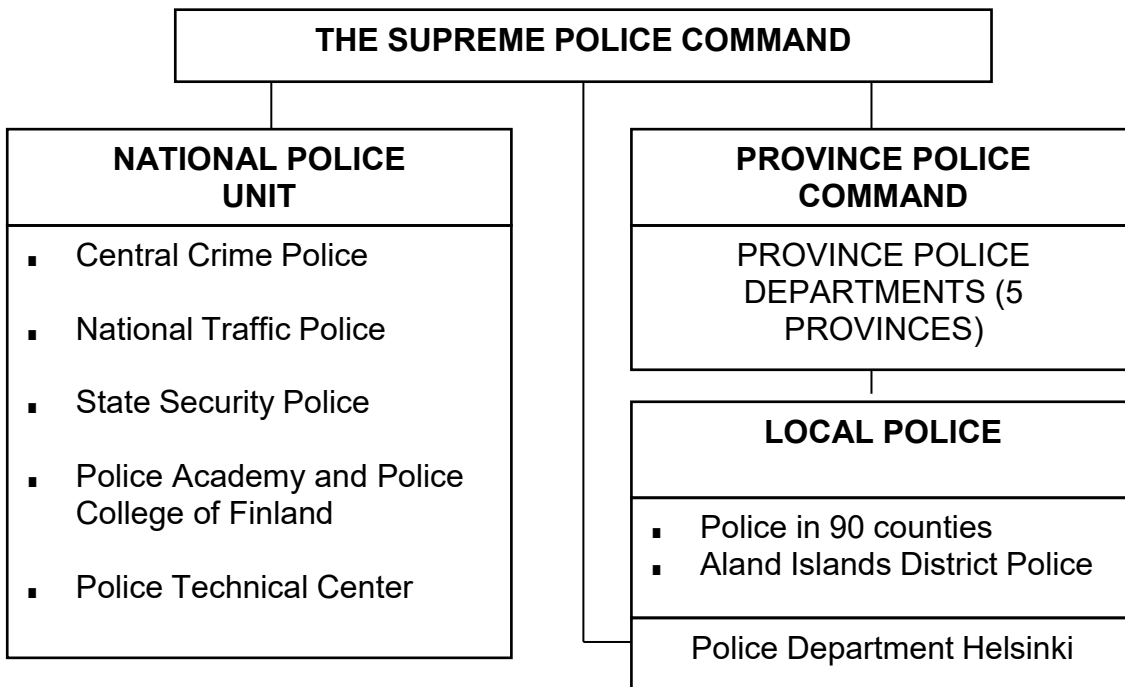 THE SUPREME POLICE COMMAND
NATIONAL POLICE
UNIT
▪ Central Crime Police
▪ National Traffic Police
▪ State Security Police
▪ Police Academy and Police
College of Finland
▪ Police Technical Center
PROVINCE POLICE
COMMAND
PROVINCE POLICE
DEPARTMENTS (5
PROVINCES)
LOCAL POLICE
▪ Police in 90 counties
▪ Aland Islands District Police
Police Department Helsinki